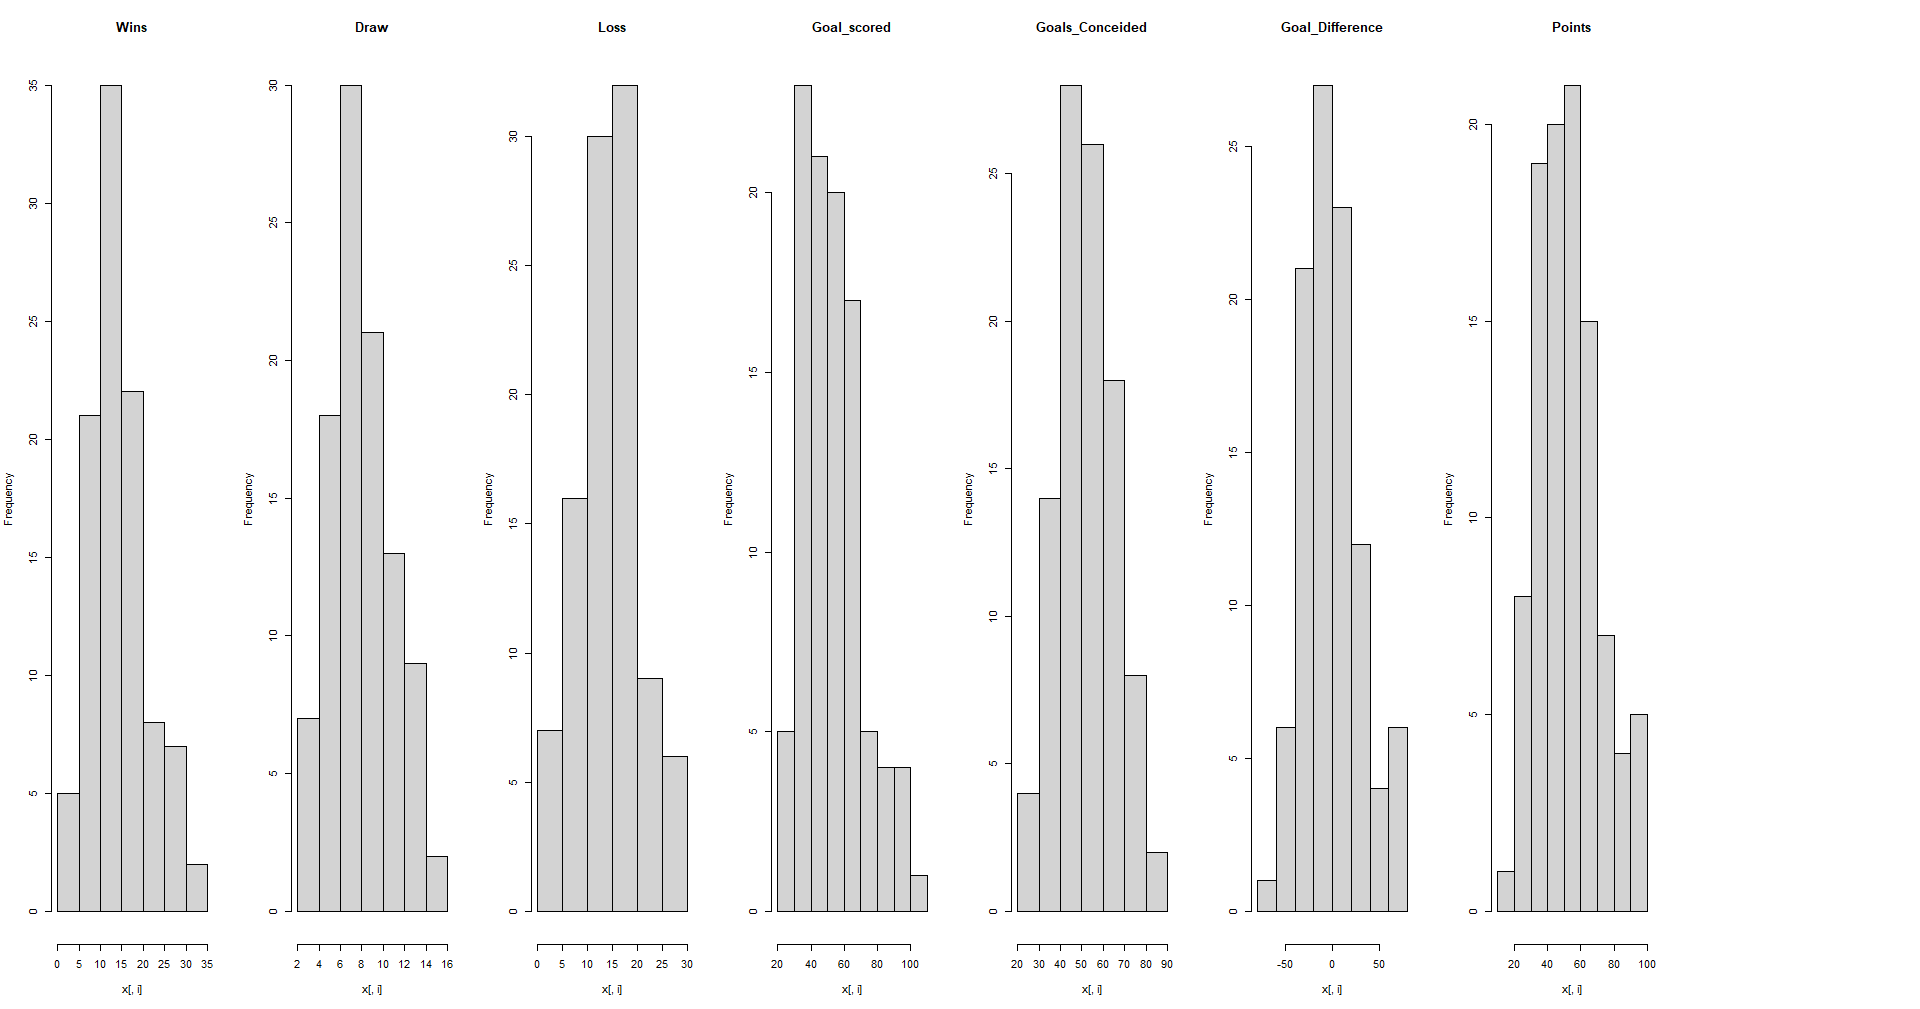 Wins
Draw
Loss
Goal_scored
Goals_Conceided
Goal_Difference
Points
Frequency
0 5 10 15 20 25 30 35
0 5 10 15 20 25 30 35
x[, i]
Frequency
0 5 10 15 20 25 30
2 4 6 8 10 12 14 16
x[, i]
Frequency
0 5 10 15 20 25 30
0 5 10 15 20 25 30
x[, i]
Frequency
0 5 10 15 20
20 40 60 80 100
x[, i]
Frequency
0 5 10 15 20 25
20 30 40 50 60 70 80 90
x[, i]
Frequency
0 5 10 15 20 25
-50 0 50
x[, i]
Frequency
0 5 10 15 20
20 40 60 80 100
x[, i]